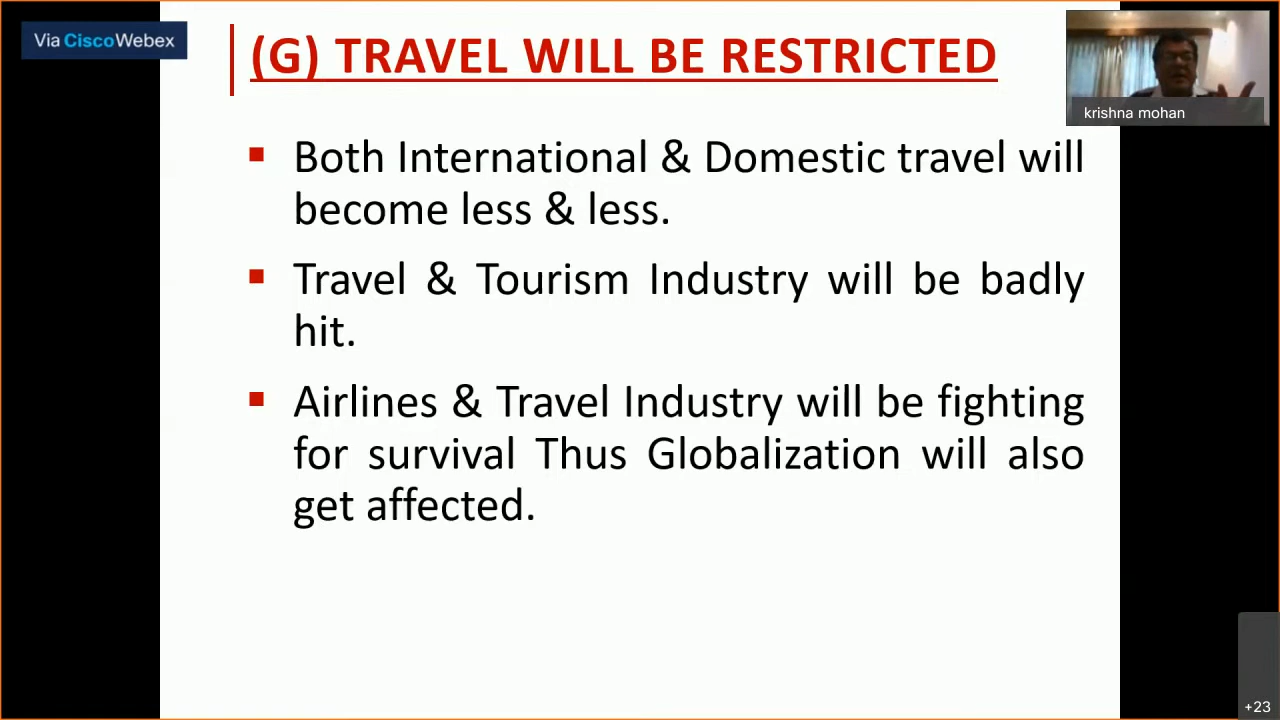 Via CiscoWebex
(G) TRAVEL WILL BE RESTRICTED
krishna mohan
▪ Both International & Domestic travel will
become less & less.
▪ Travel & Tourism Industry will be badly
hit.
▪ Airlines & Travel Industry will be fighting
for survival Thus Globalization will also
get affected.
+23